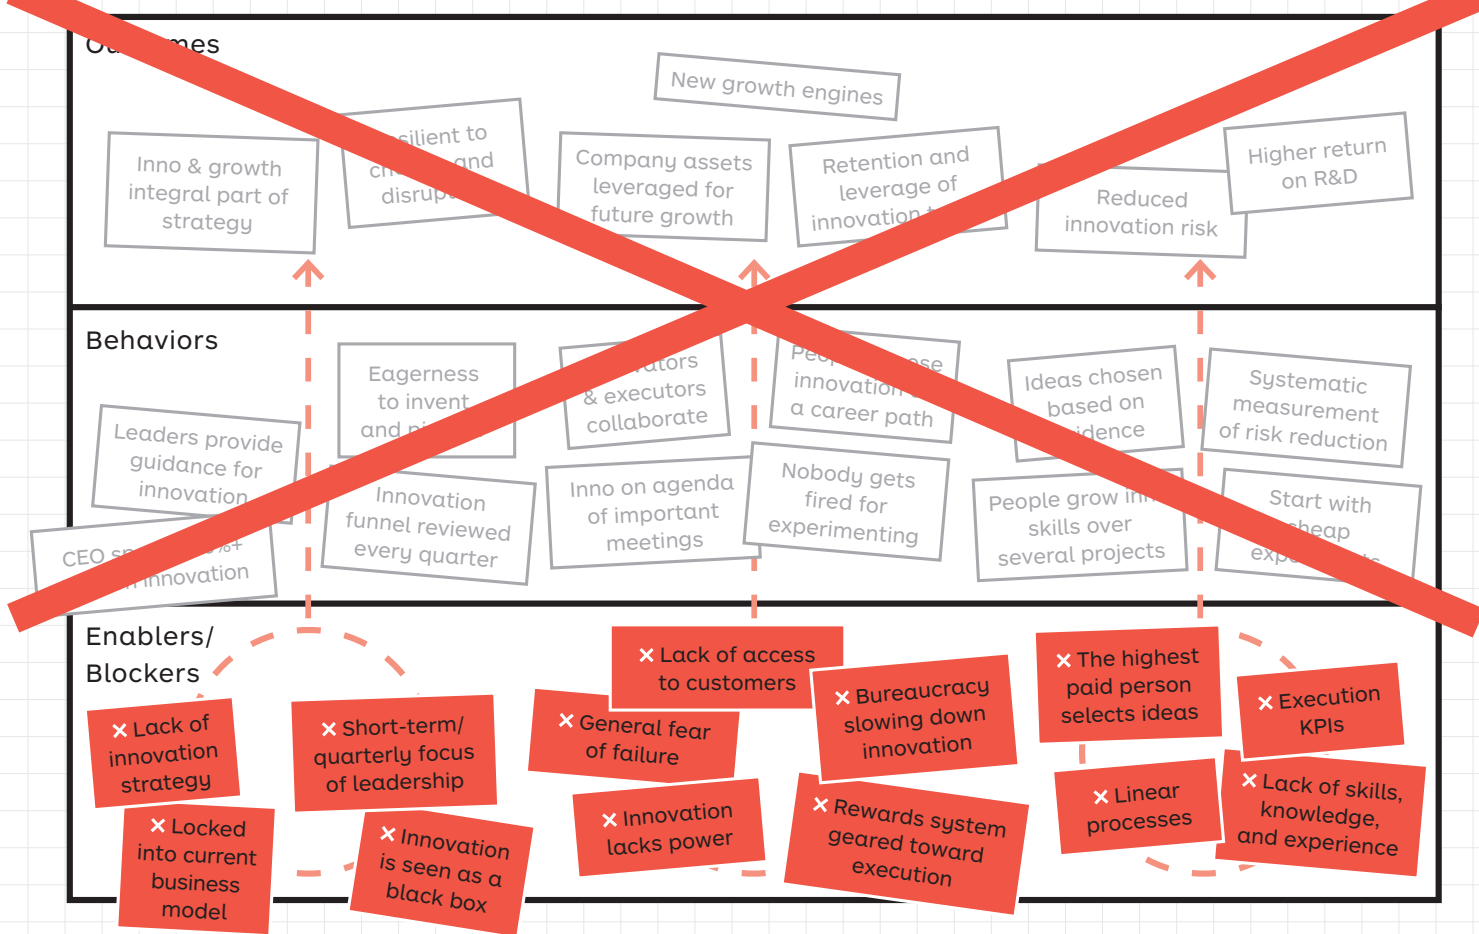 Outcomes
New growth engines
Inno & growth
integral part of
strategy
Resilient to
and
Company assets
leveraged for
future growth
Retention and
leverage of
innovation
Reduced
innovation risk
Higher return
on R&D
Behaviors
Leaders provide
guidance for
innovation
CEO
innovation
Eagerness
to invent
and
Innovation
funnel reviewed
every quarter
& executors
collaborate
Inno on agenda
of important
meetings
innovation
a career path
Nobody gets
fired for
experimenting
Ideas chosen
based on
evidence
People grow
skills over
several projects
Systematic
measurement
of risk reduction
Start with
cheap
Enablers/
Blockers
× Lack of
innovation
strategy
× Locked
into current
business
model
× Short-term/
quarterly focus
of leadership
× Innovation
is seen as a
black box
× Lack of access
to customers
× General fear
of failure
× Innovation
lacks power
× Bureaucracy
slowing down
innovation
× Rewards system
geared toward
execution
× The highest
paid person
selects ideas
× Linear
processes
× Execution
KPIs
× Lack of skills,
knowledge,
and experience